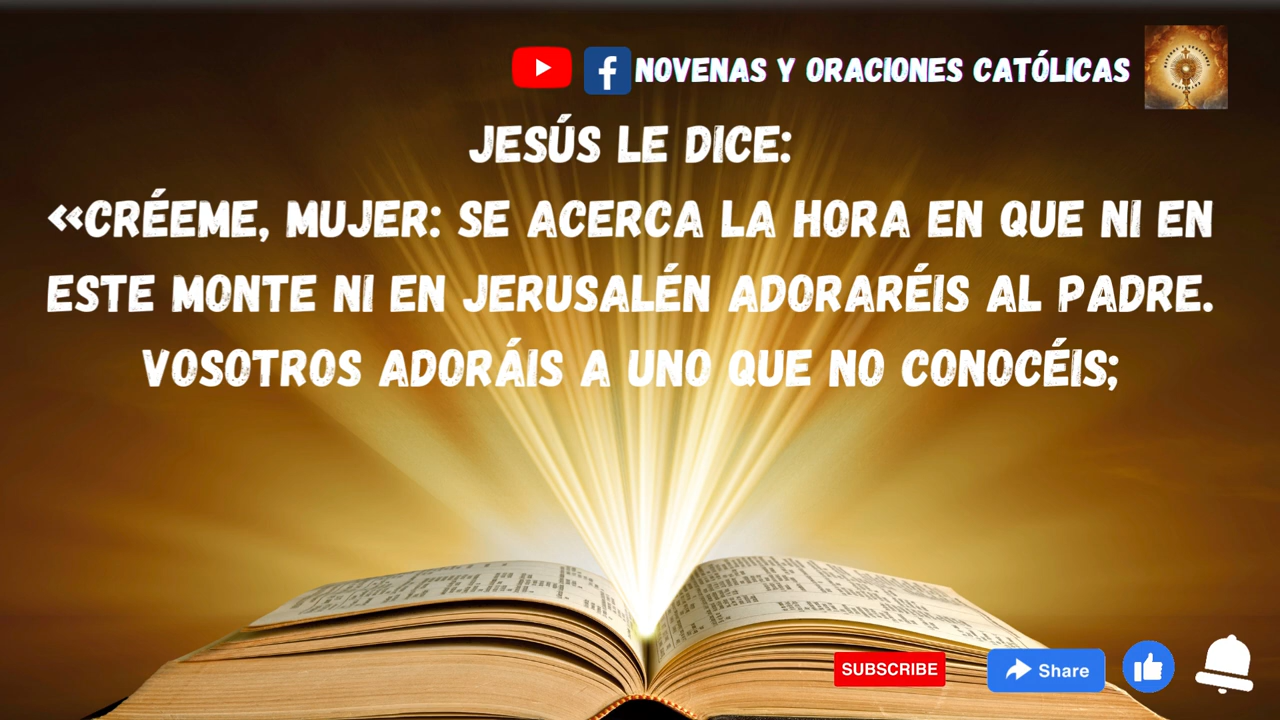 NOVENAS Y ORACIONES CATÓLICAS
JESÚS LE DICE:
«CRÉEME, MUJER: SE ACERCA LA HORA EN QUE NI EN
ESTE MONTE NI EN JERUSALÉN ADORARÉIS AL PADRE.
VOSOTROS ADORÁIS A UNO QUE NO CONOCÉIS;
SUBSCRIBE
Share